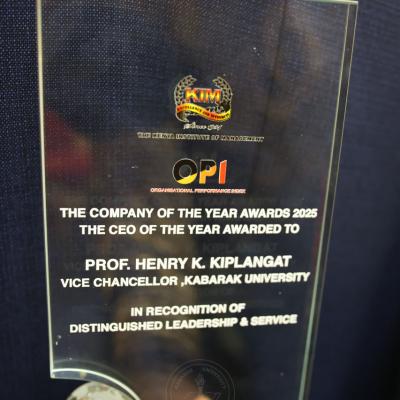 KIM
THE KENYA INSTITUTE OF MANAGEMENT
OPI
ORGANISATIONAL PERFORMANCE INDEX
THE COMPANY OF THE YEAR AWARDS 2025
THE CEO OF THE YEAR AWARDED TO
PROF. HENRY K. KIPLANGAT
VICE CHANCELLOR ,KABARAK UNIVERSITY
IN RECOGNITION OF
DISTINGUISHED LEADERSHIP & SERVICE